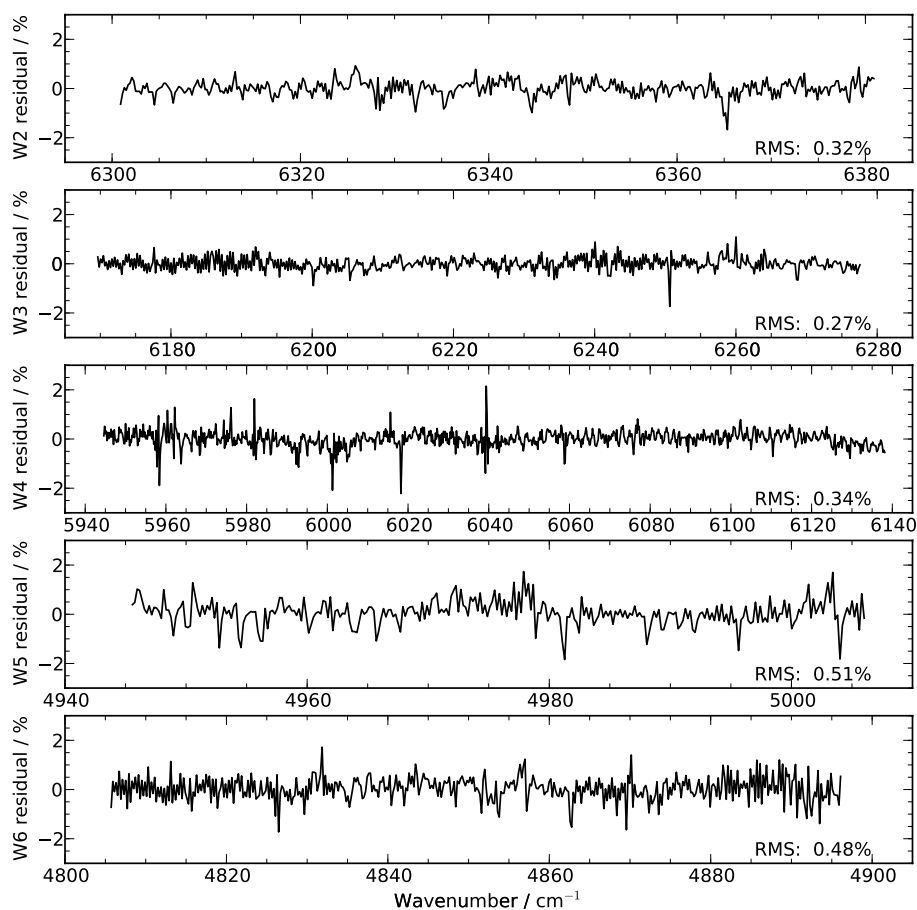 W2 residual / %
2
0
−2
RMS: 0.32%
6300 6320 6340 6360 6380
W3 residual / %
2
0
−2
RMS: 0.27%
6180 6200 6220 6240 6260 6280
W4 residual / %
2
0
−2
RMS: 0.34%
5940 5960 5980 6000 6020 6040 6060 6080 6100 6120 6140
W5 residual / %
2
0
−2
RMS: 0.51%
4940 4960 4980 5000
W6 residual / %
2
0
−2
RMS: 0.48%
4800 4820 4840 4860 4880 4900
Wavenumber / cm⁻¹